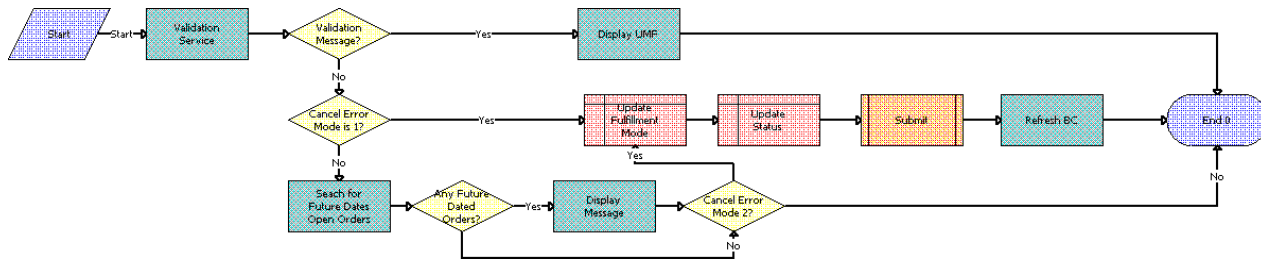 Start
Start
Validation
Service
Validation
Message?
Yes
Display UMF
No
Cancel Error
Mode is 1?
Yes
Update
Fulfillment
Mode
Update
Status
Submit
Refresh BC
End 0
No
Yes
No
Seach for
Future Dates
Open Orders
Any Future
Dated
Orders?
Yes
Display
Message
Cancel Error
Mode 2?
No